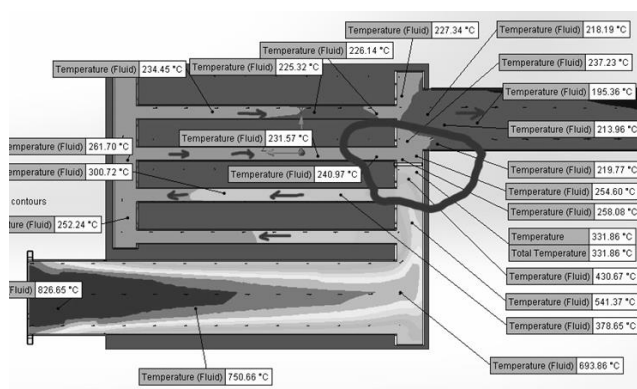 Temperature (Fluid) 227.34 °C
Temperature (Fluid) 218.19 °C
Temperature (Fluid) 226.14 °C
Temperature (Fluid) 237.23 °C
Temperature (Fluid) 234.45 °C
Temperature (Fluid) 225.32 °C
Temperature (Fluid) 195.36 °C
Temperature (Fluid) 213.96 °C
Temperature (Fluid) 231.57 °C
emperature (Fluid) 261.70 °C
Temperature (Fluid) 219.77 °C
emperature (Fluid) 300.72 °C
Temperature (Fluid) 240.97 °C
Temperature (Fluid) 254.60 °C
contours
Temperature (Fluid) 258.08 °C
ture (Fluid) 252.24 °C
Temperature 331.86 °C
Total Temperature 331.86 °C
Temperature (Fluid) 430.67 °C
Fluid) 826.65 °C
Temperature (Fluid) 541.37 °C
Temperature (Fluid) 378.65 °C
Temperature (Fluid) 693.86 °C
Temperature (Fluid) 750.66 °C